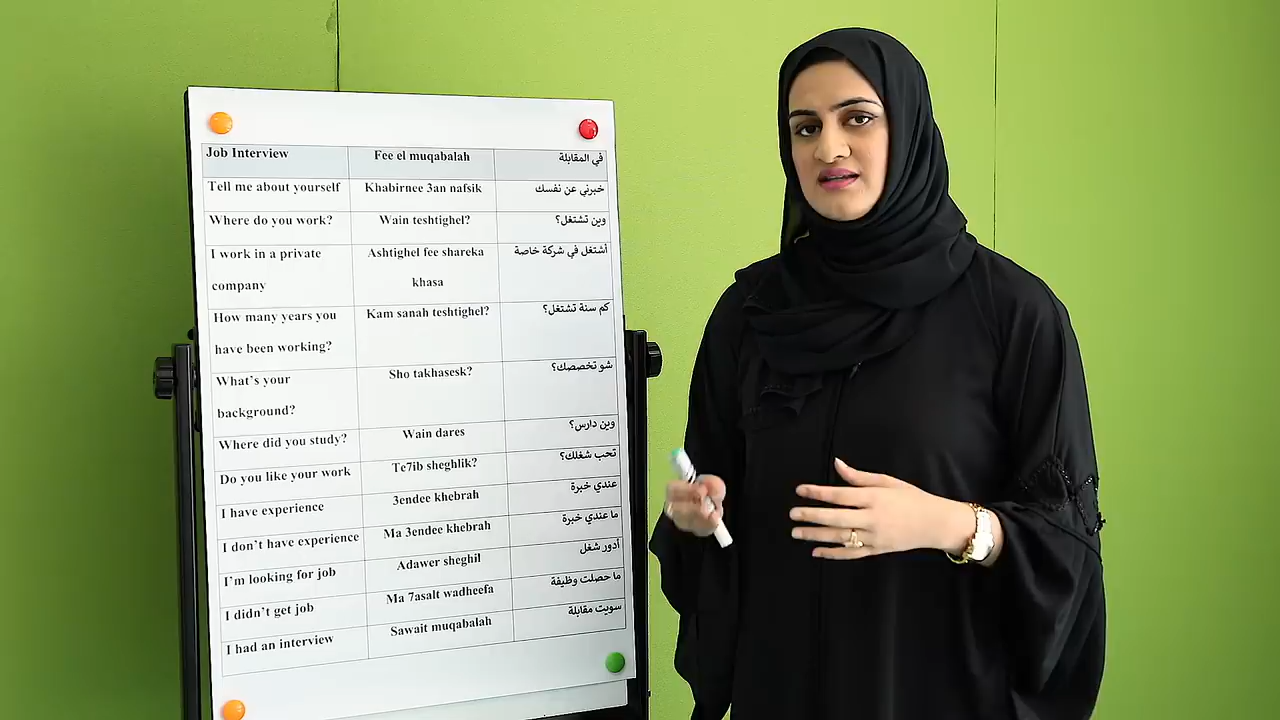 Job Interview Fee el muqabalah في المقابلة
Tell me about yourself Khabirnee 3an nafsik خبرني عن نفسك
Where do you work? Wain teshtighel? وين تشتغل؟
I work in a private Ashtighel fee shareka أشتغل في شركة خاصة
company khasa
How many years you Kam sanah teshtighel? كم سنة تشتغل؟
have been working?
What's your Sho takhasesk? شو تخصصك؟
background?
Where did you study? Wain dares وين دارس؟
Do you like your work Te7ib sheghlik? تحب شغلك؟
I have experience 3endee khebrah عندي خبرة
I don't have experience Ma 3endee khebrah ما عندي خبرة
I'm looking for job Adawer sheghil أدور شغل
I didn't get job Ma 7asalt wadheefa ما حصلت وظيفة
I had an interview Sawait muqabalah سويت مقابلة